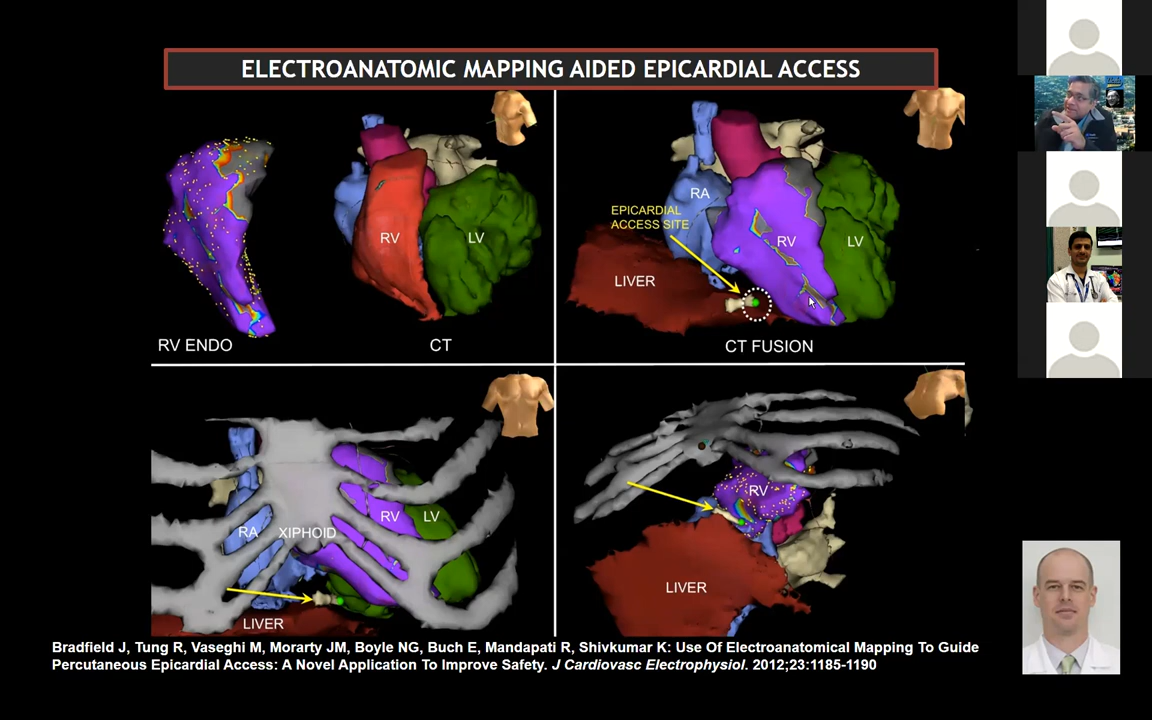 ELECTROANATOMIC MAPPING AIDED EPICARDIAL ACCESS
RV
LV
RV ENDO
CT
RA
EPICARDIAL
ACCESS SITE
RV
LV
LIVER
CT FUSION
RA
XIPHOID
RV
LV
LIVER
RV
LIVER
Bradfield J, Tung R, Vaseghi M, Morarty JM, Boyle NG, Buch E, Mandapati R, Shivkumar K: Use Of Electroanatomical Mapping To Guide
Percutaneous Epicardial Access: A Novel Application To Improve Safety. J Cardiovasc Electrophysiol. 2012;23:1185-1190